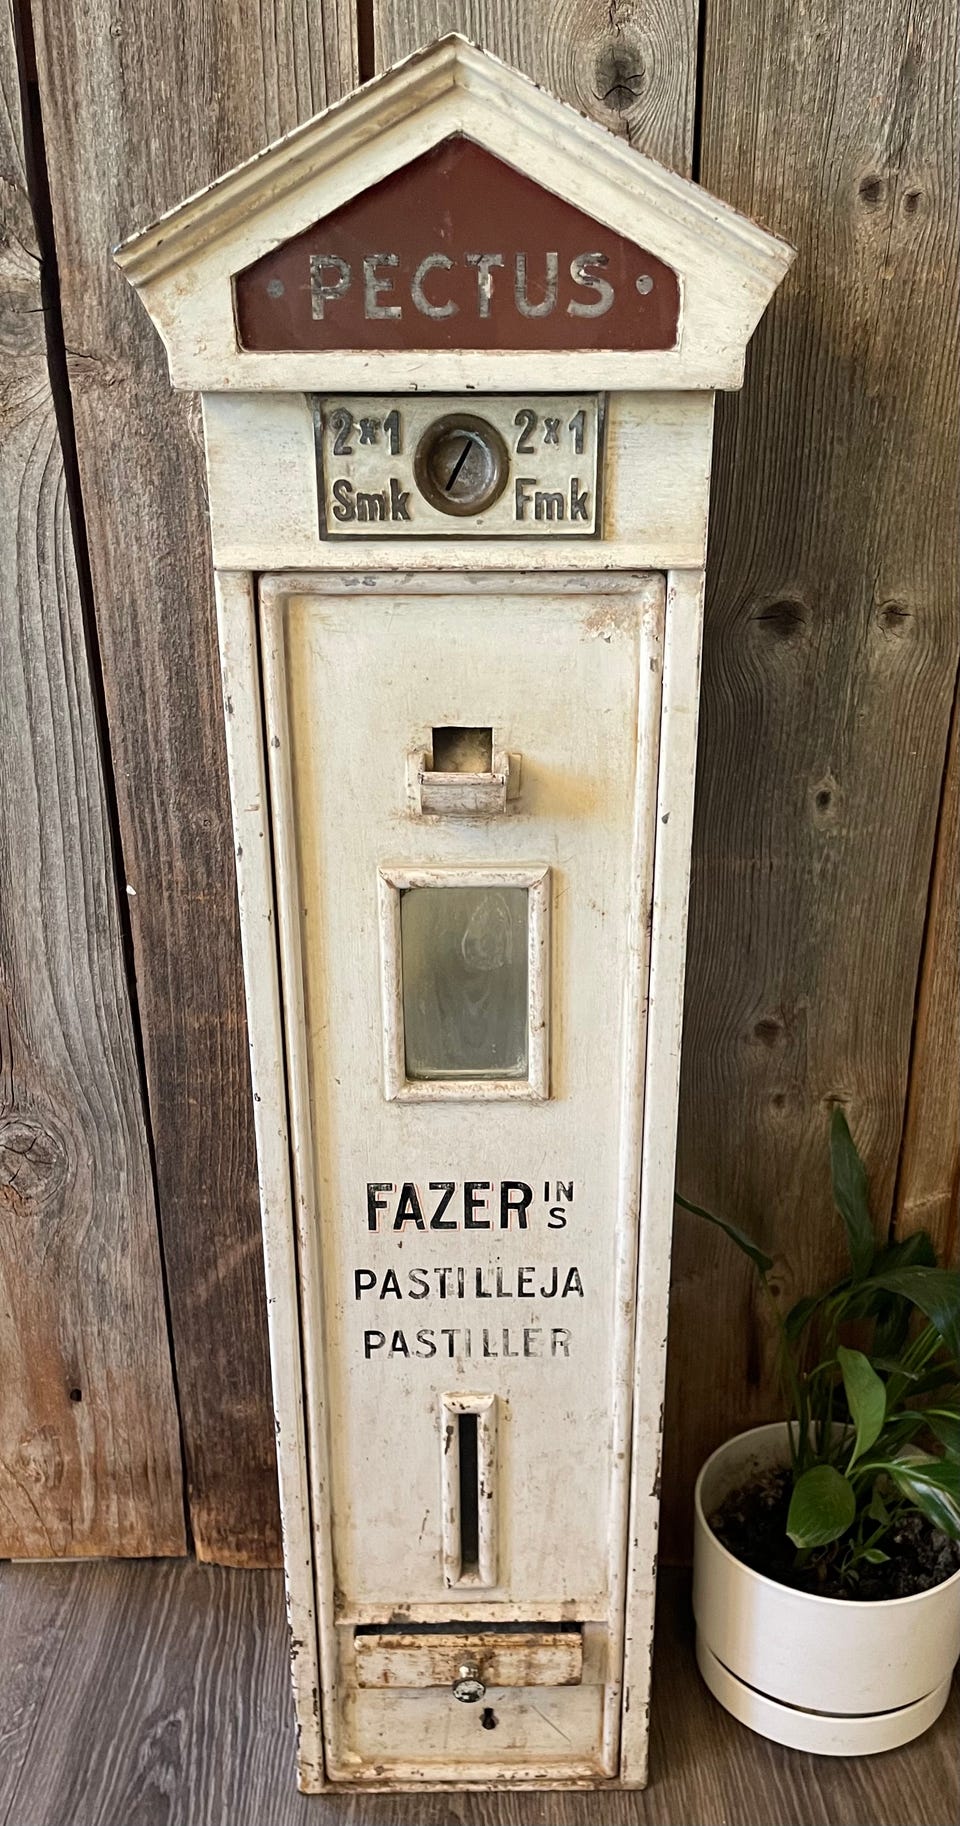 · PECTUS ·
2x1 2x1
Smk Fmk
FAZER IN S
PASTILLEJA
PASTILLER